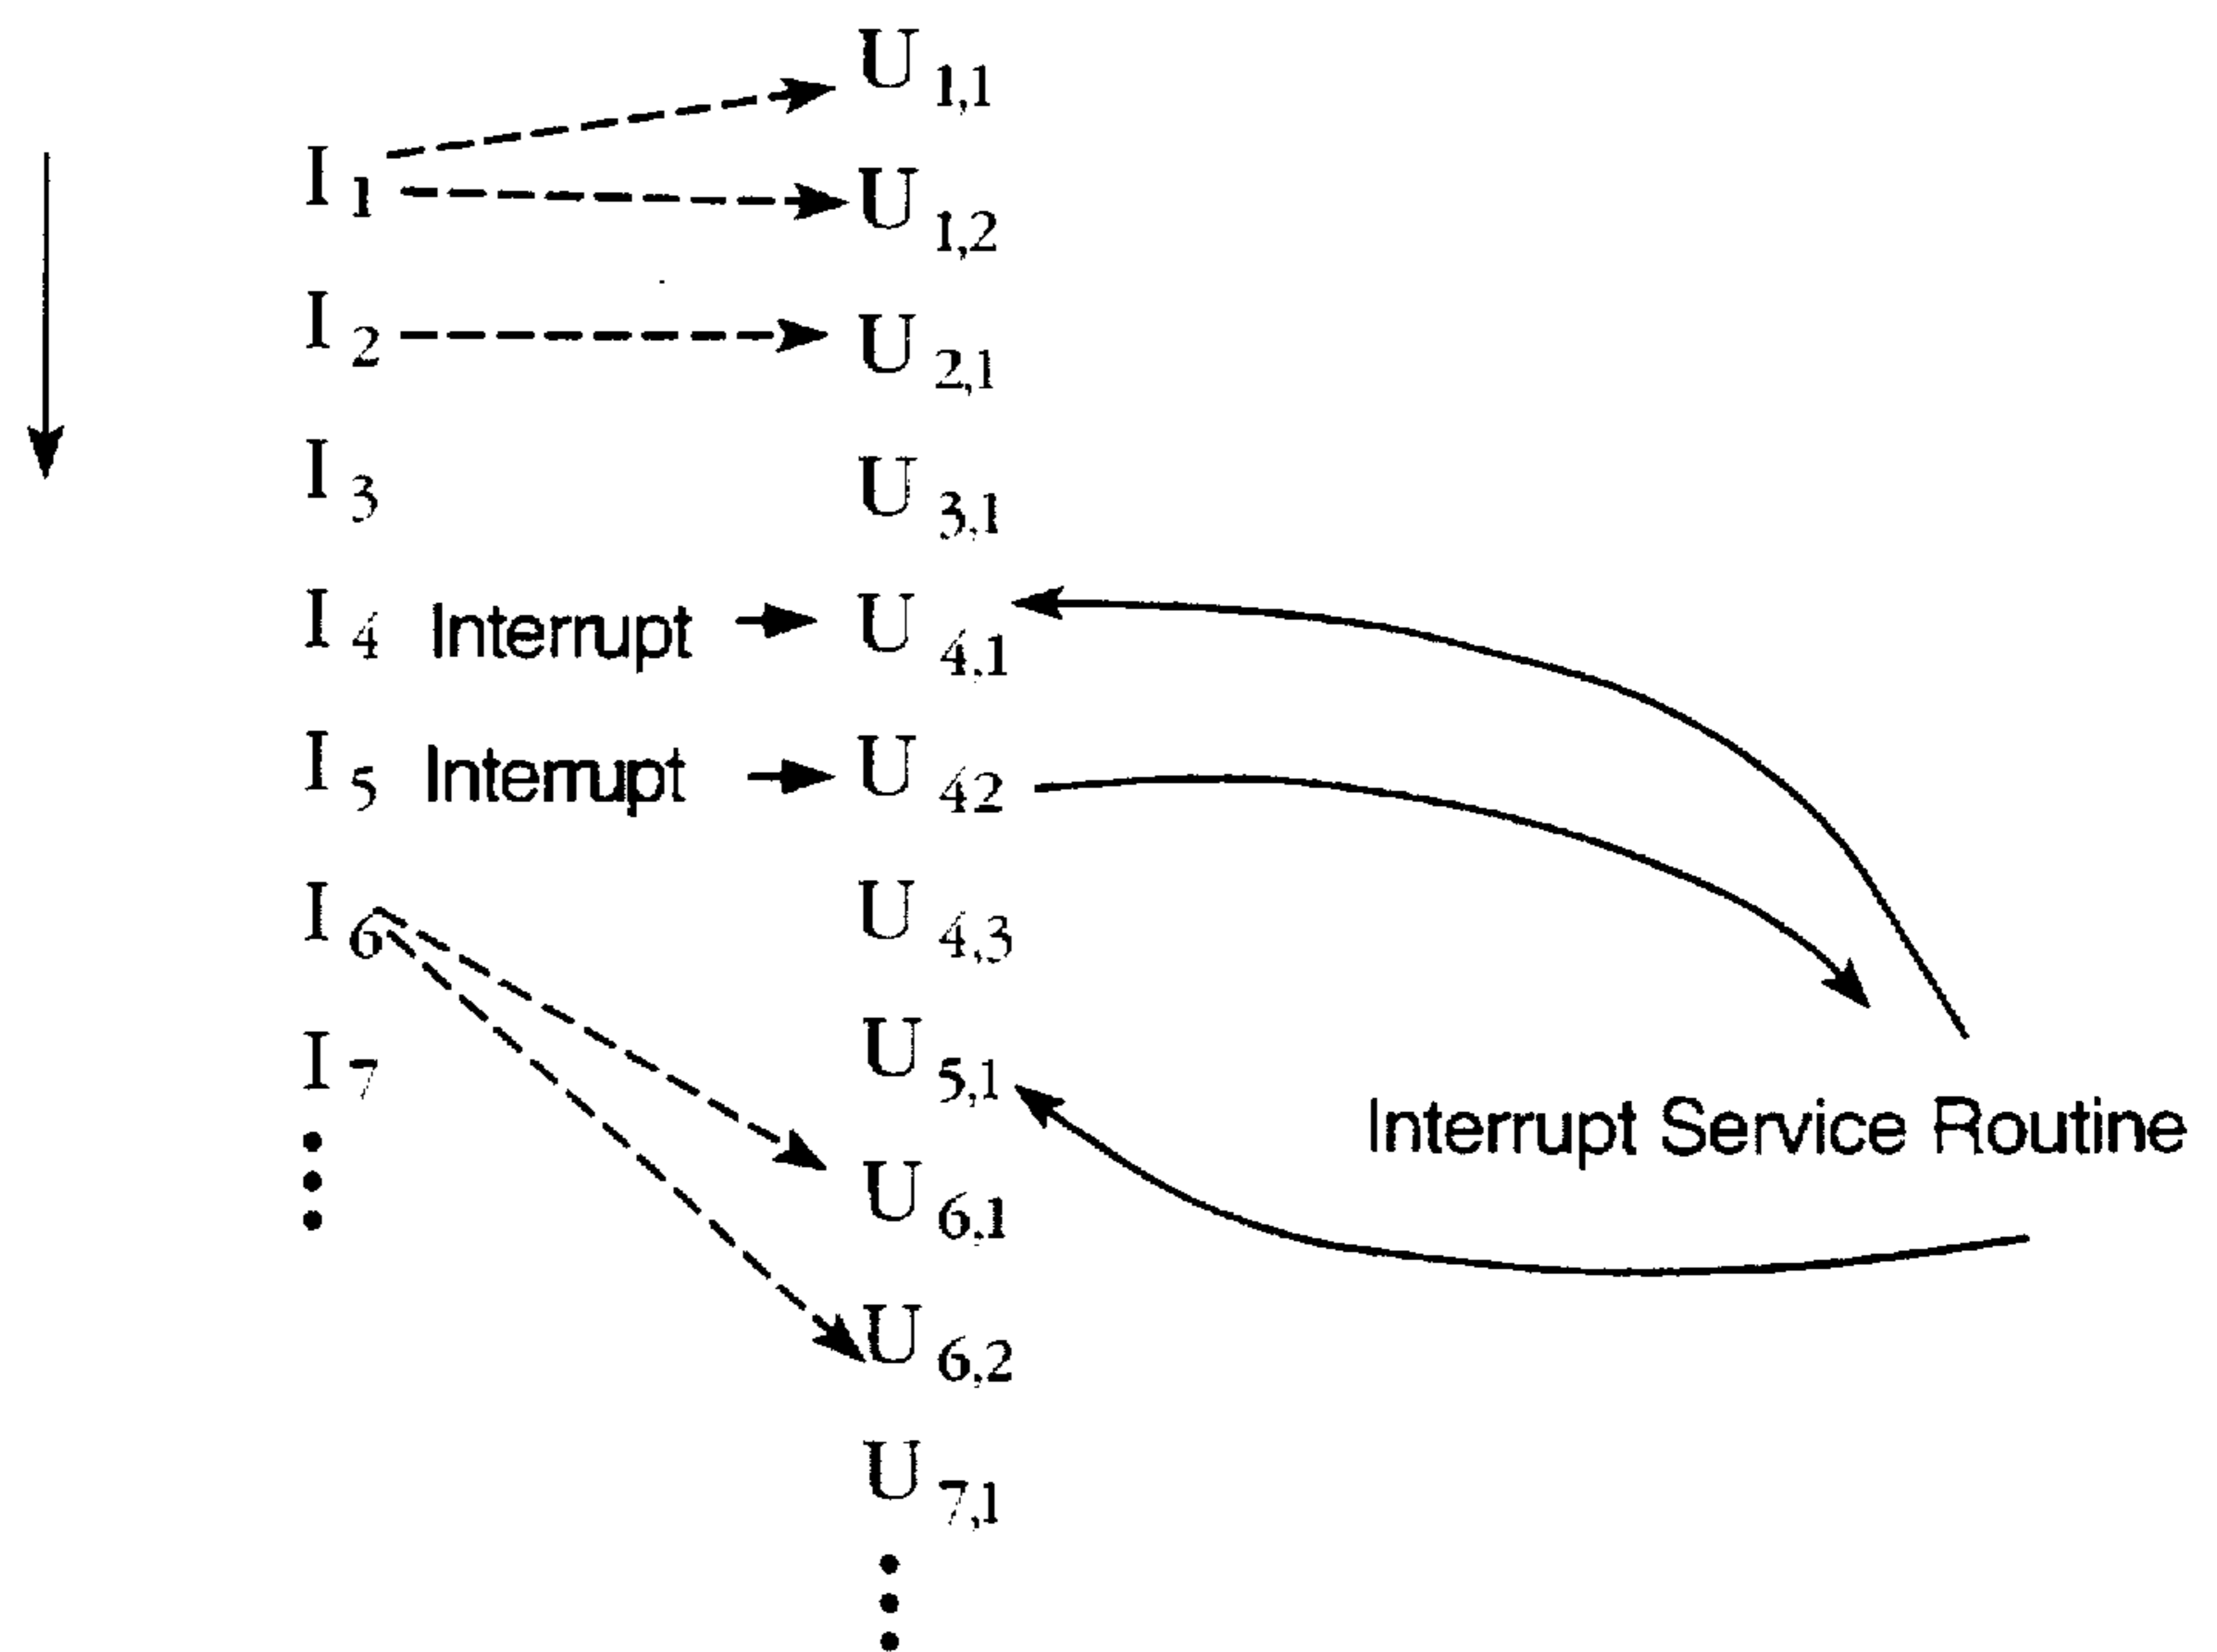 U 1,1
I 1
U 1,2
I 2
U 2,1
I 3
U 3,1
I 4 Interrupt U 4,1
I 5 Interrupt U 42
I 6
U 4,3
I 7
U 5,1
Interrupt Service Routine
U 6,1
U 6,2
U 7,1